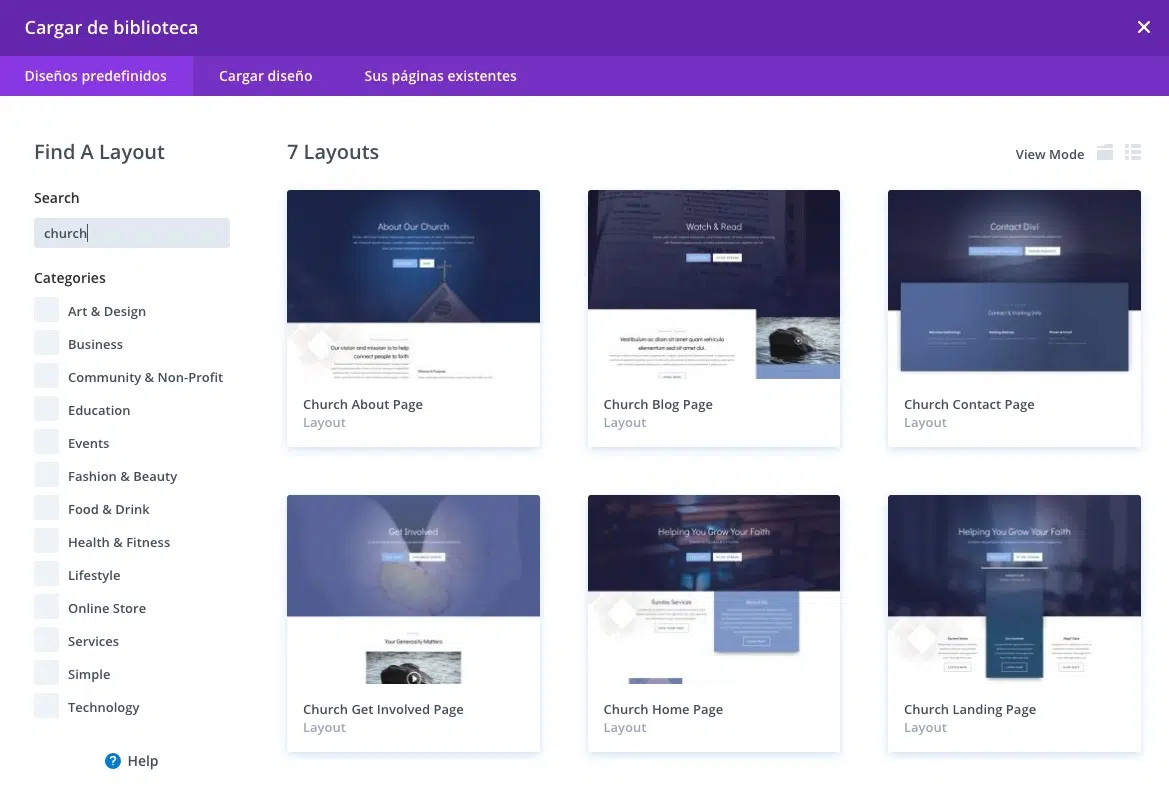 Cargar de biblioteca
Diseños predefinidos
Cargar diseño
Sus páginas existentes
Find A Layout
Search
church
Categories
Art & Design
Business
Community & Non-Profit
Education
Events
Fashion & Beauty
Food & Drink
Health & Fitness
Lifestyle
Online Store
Services
Simple
Technology
? Help
7 Layouts
View Mode
About Our Church
Our vision and mission is to help
connect people to faith
Church About Page
Layout
Watch & Read
Vestibulum ac diam sit amet quam vehicula
elementum sed sit amet dui.
Church Blog Page
Layout
Contact Divi
Contact & Visiting Info
Church Contact Page
Layout
Get Involved
Your Generosity Matters
Church Get Involved Page
Layout
Helping You Grow Your Faith
Sunday Services
About Us
Church Home Page
Layout
Helping You Grow Your Faith
Church Landing Page
Layout